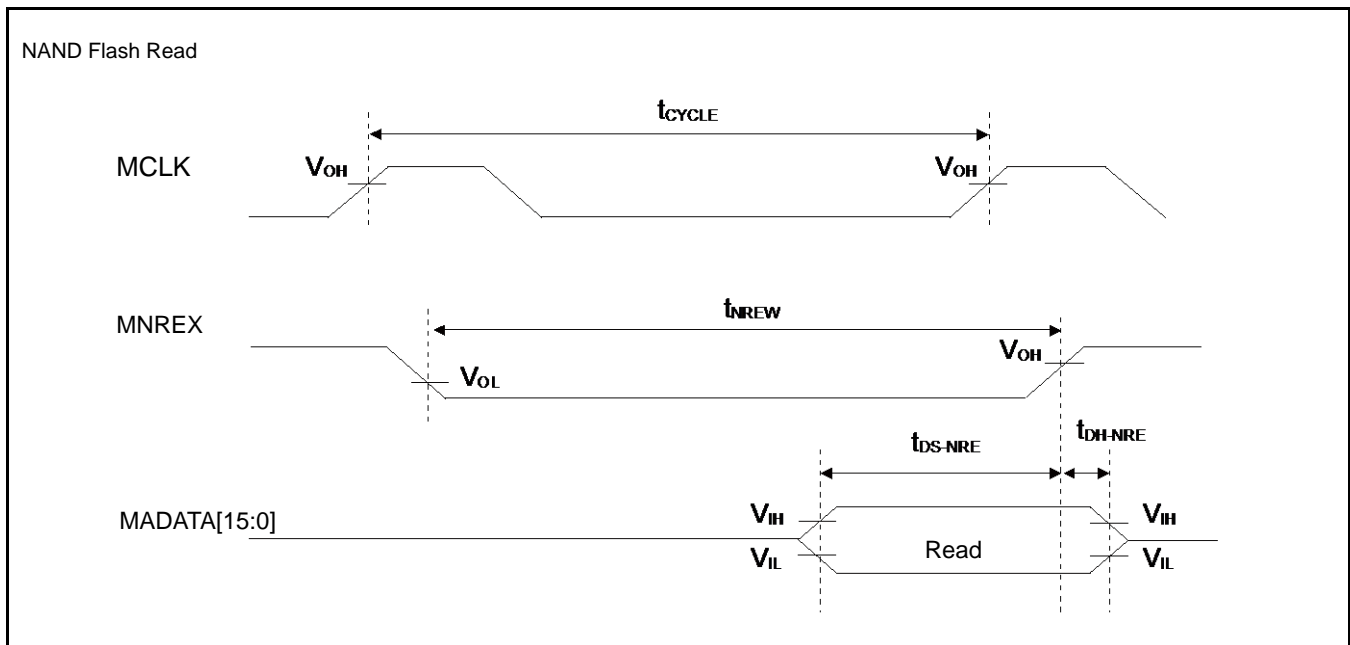 NAND Flash Read
tCYCLE
MCLK
VOH
VOH
tNREW
MNREX
VOH
VOL
tDS-NRE
tDH-NRE
MADATA[15:0]
VIH
VIH
Read
VIL
VIL